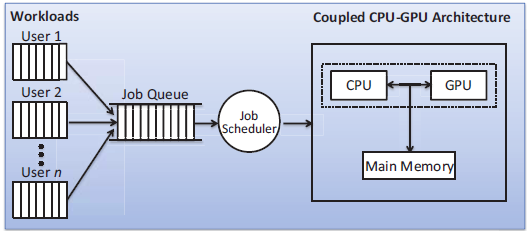 Workloads
Coupled CPU-GPU Architecture
User 1
User 2
User n
Job Queue
Job
Scheduler
CPU
GPU
Main Memory